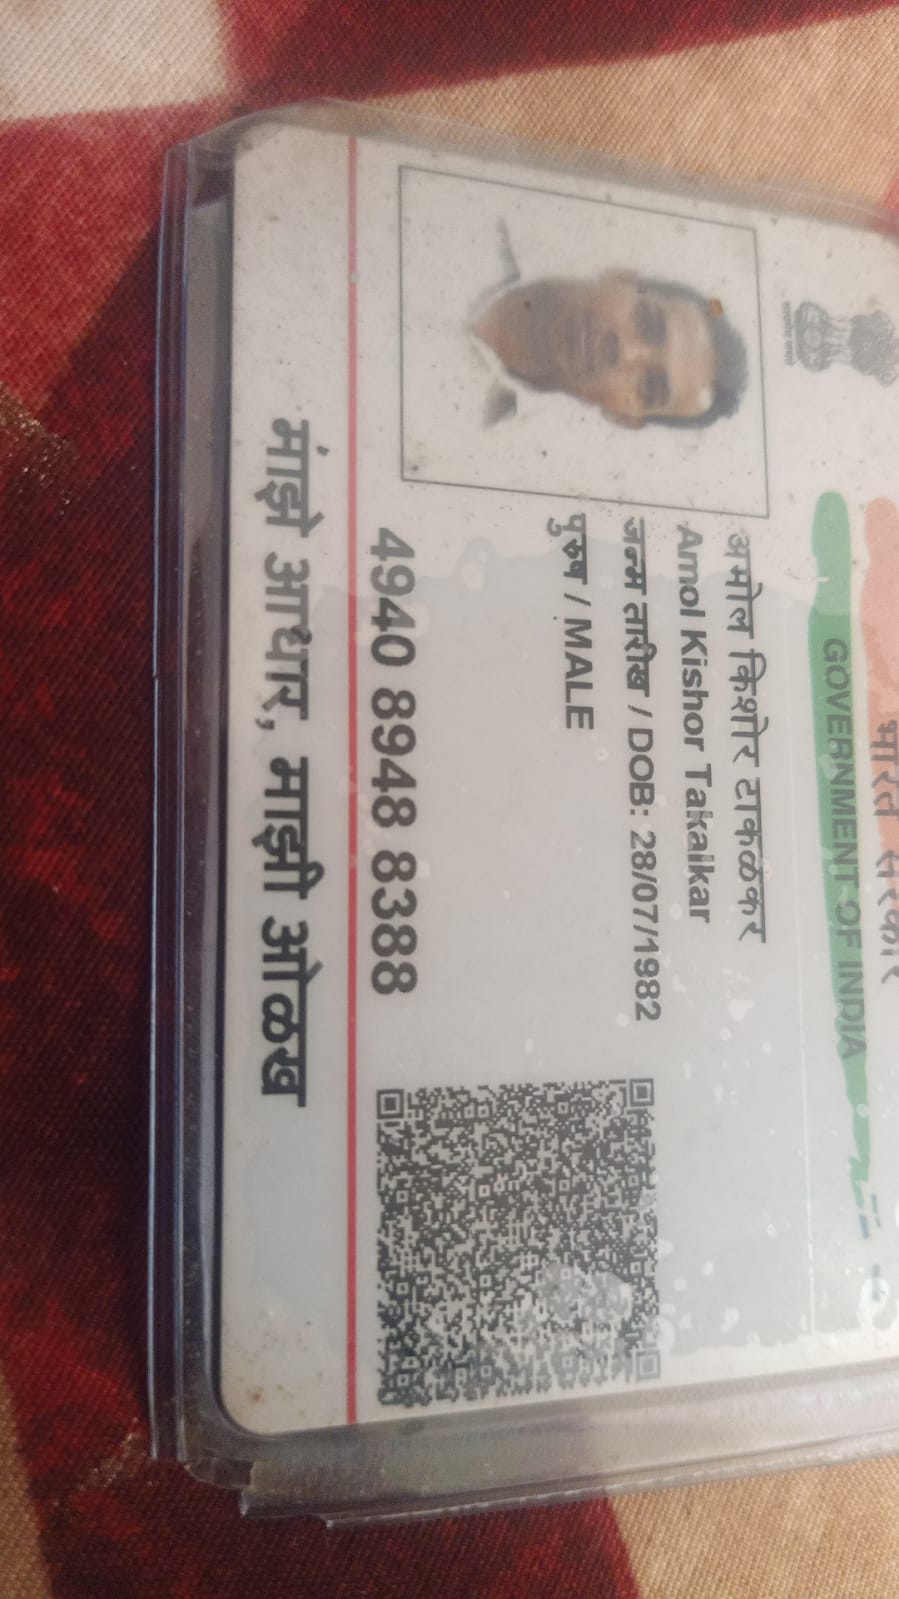 भारत सरकार
GOVERNMENT OF INDIA
अमोल किशोर टाकळकर
Amol Kishor Takalkar
जन्म तारीख / DOB: 28/07/1982
पुरुष / MALE
4940 8948 8388
माझे आधार, माझी ओळख